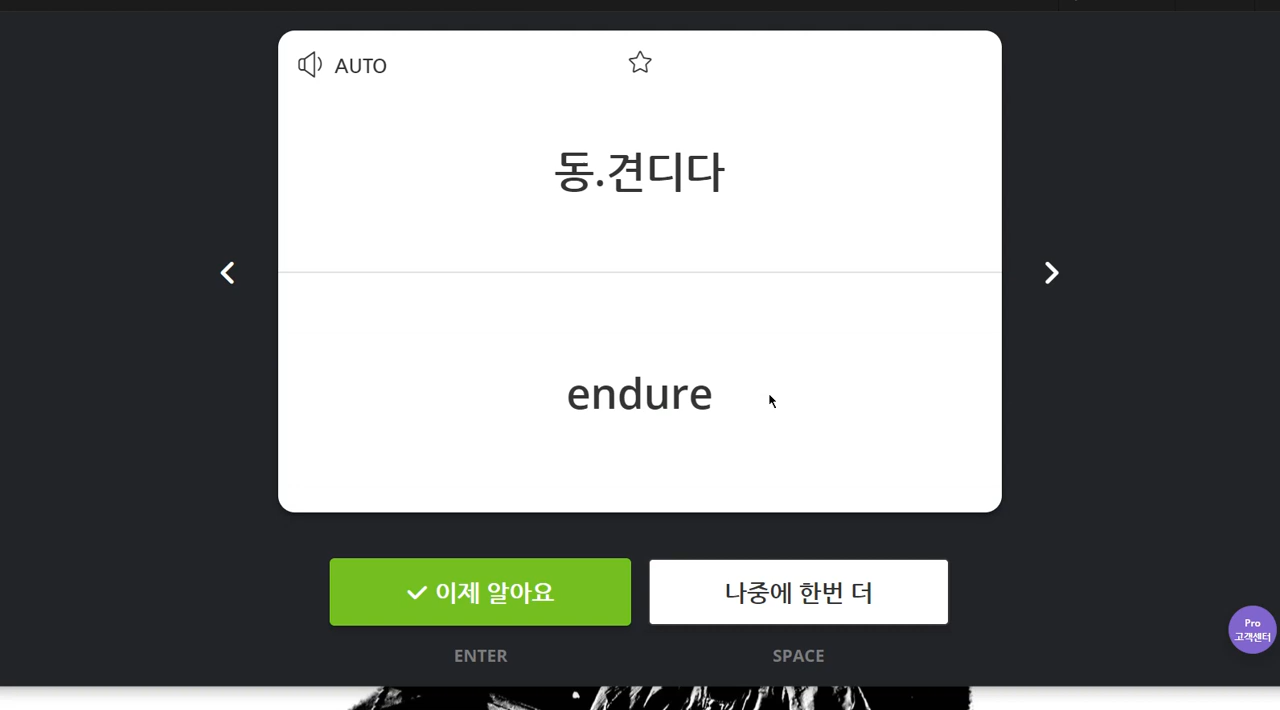 AUTO
동.견디다
endure
이제 알아요
나중에 한번 더
ENTER
SPACE
Pro
고객센터